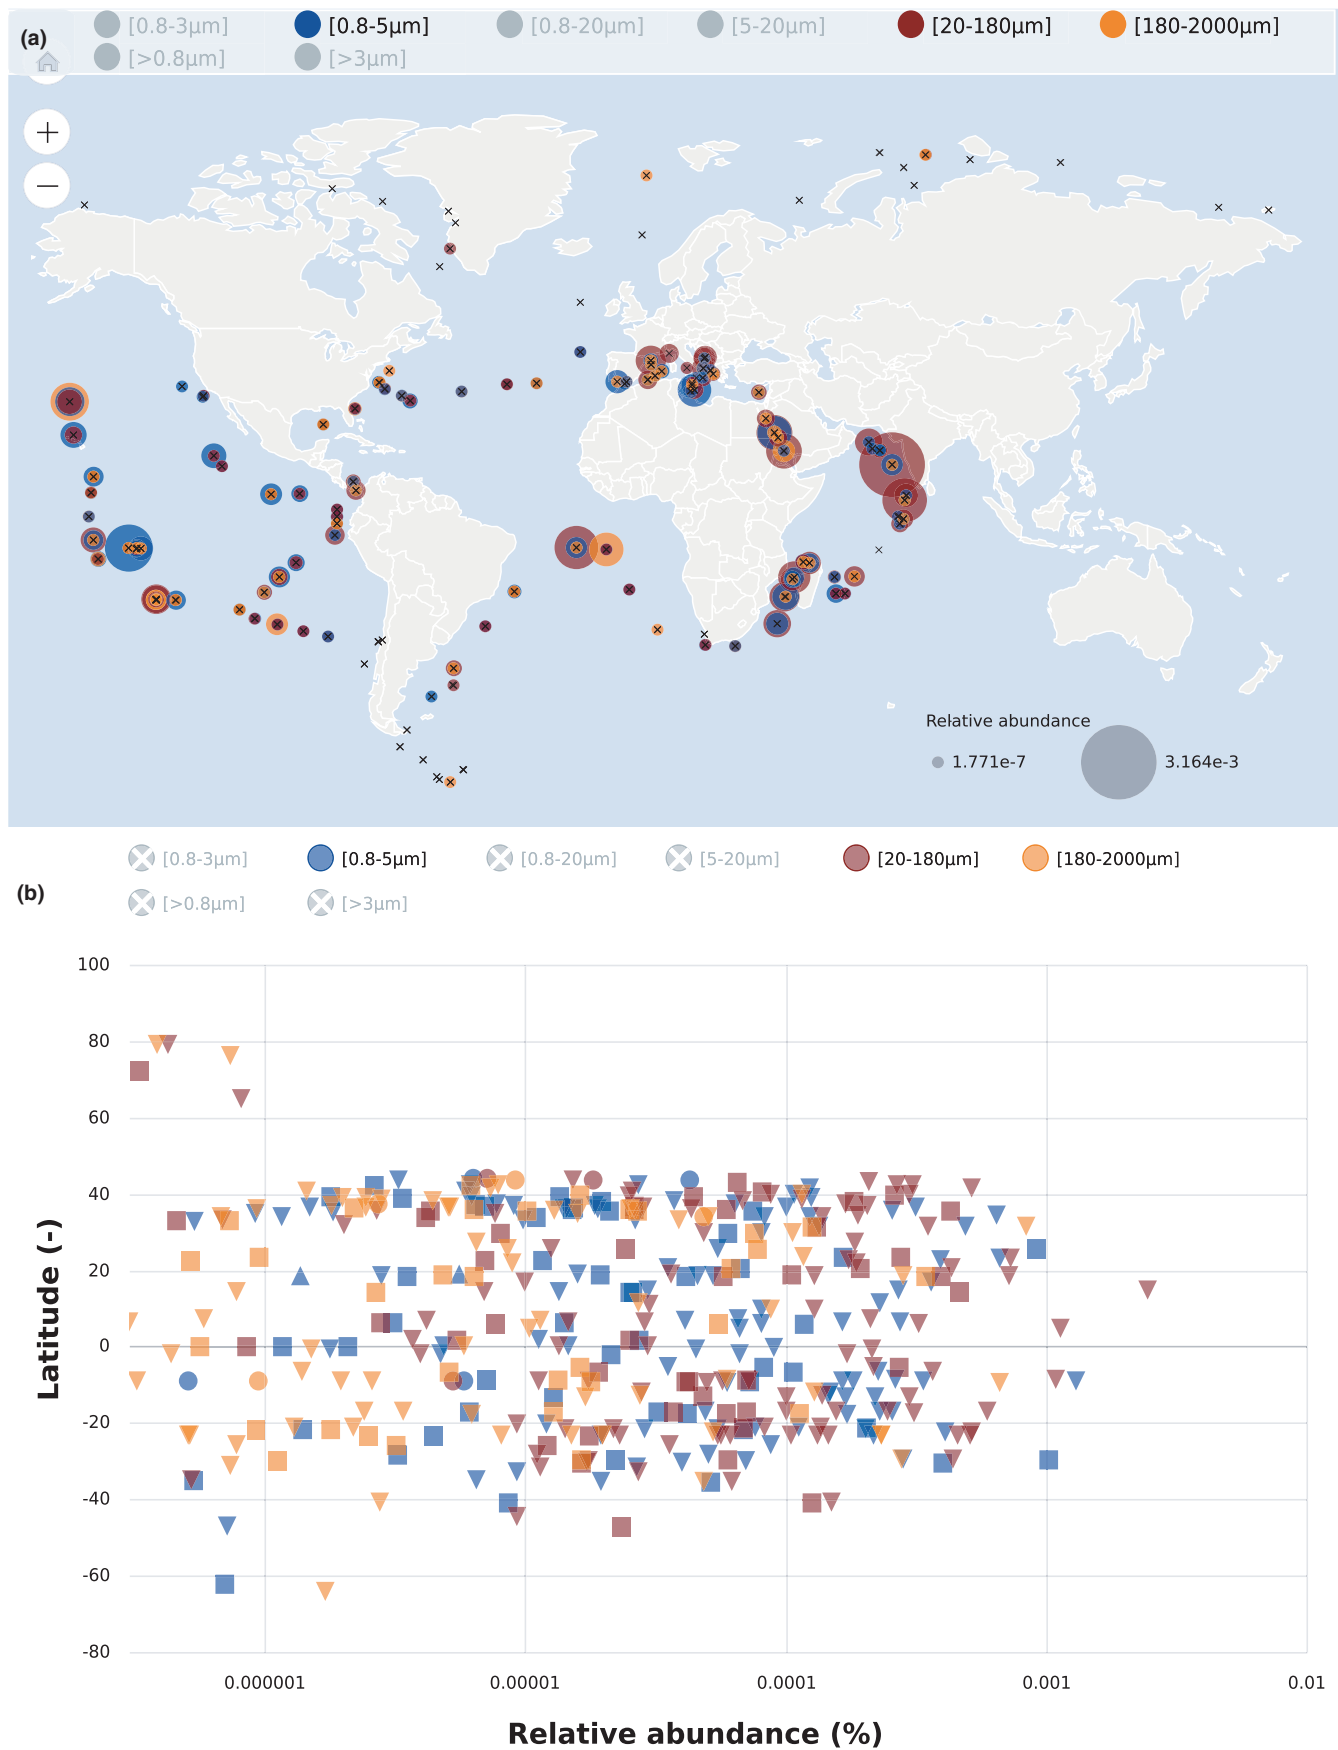 (a)
[0.8-3μm] [0.8-5μm] [0.8-20μm] [5-20μm] [20-180μm] [180-2000μm]
[>0.8μm] [>3μm]
+
−
Relative abundance
1.771e-7 3.164e-3
[0.8-3μm] [0.8-5μm] [0.8-20μm] [5-20μm] [20-180μm] [180-2000μm]
(b)
[>0.8μm] [>3μm]
100
80
60
40
20
0
-20
-40
-60
-80
Latitude (-)
0.000001 0.00001 0.0001 0.001 0.01
Relative abundance (%)